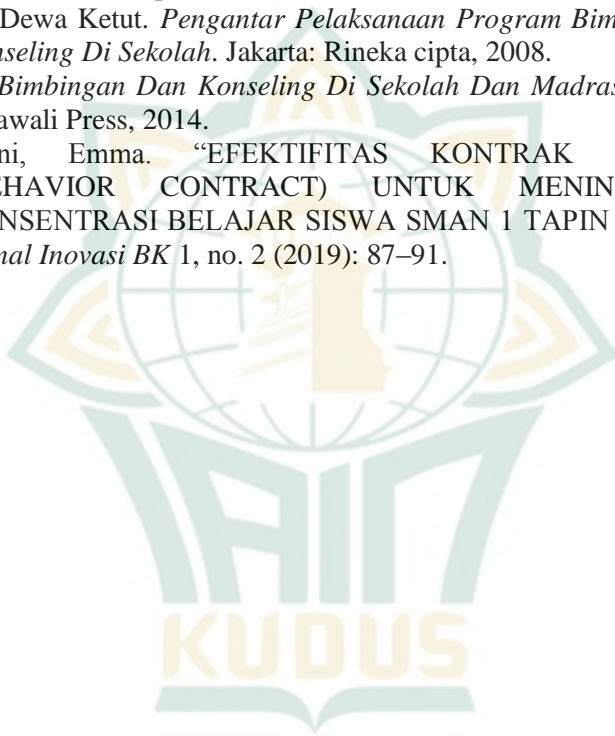 Dewa Ketut. Pengantar Pelaksanaan Program Bim
nseling Di Sekolah. Jakarta: Rineka cipta, 2008.
Bimbingan Dan Konseling Di Sekolah Dan Madras
awali Press, 2014.
ni, Emma. “EFEKTIFITAS KONTRAK
EHAVIOR CONTRACT) UNTUK MENIN
NSENTRASI BELAJAR SISWA SMAN 1 TAPIN
nal Inovasi BK 1, no. 2 (2019): 87–91.
IAIN
KUDUS